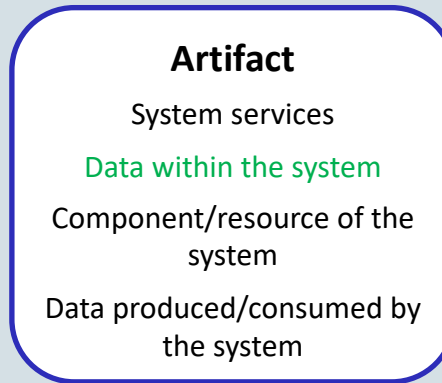 Artifact
System services
Data within the system
Component/resource of the
system
Data produced/consumed by
the system